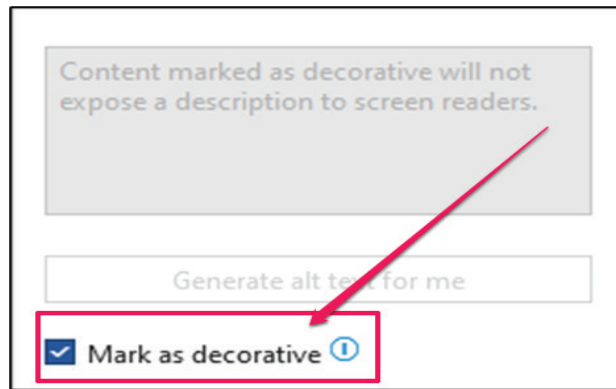 Content marked as decorative will not
expose a description to screen readers.
Generate alt text for me
Mark as decorative